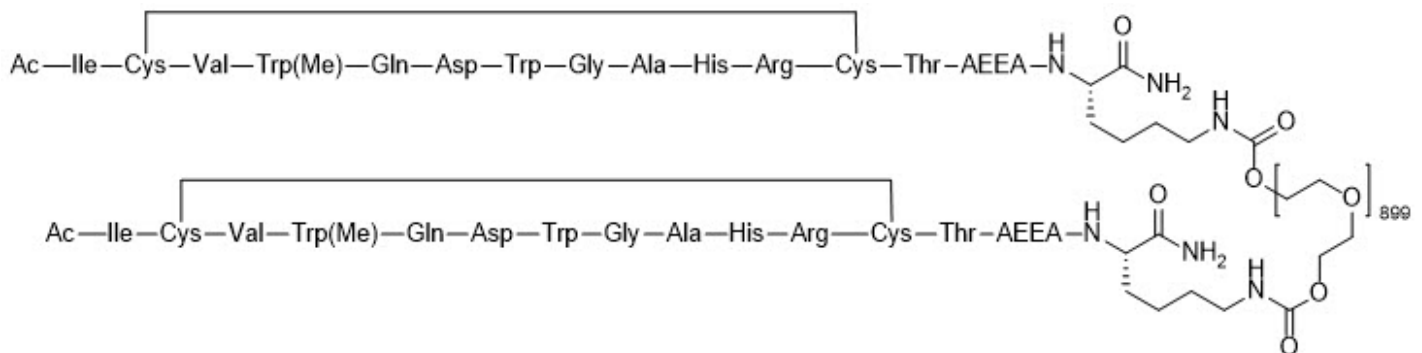 Ac—Ile—Cys—Val—Trp(Me)—Gln—Asp—Trp—Gly—Ala—His—Arg—Cys—Thr—AEEA—N
H
O
NH2
H
N
O
O
O
899
Ac—Ile—Cys—Val—Trp(Me)—Gln—Asp—Trp—Gly—Ala—His—Arg—Cys—Thr—AEEA—N
H
O
NH2
H
N
O
O